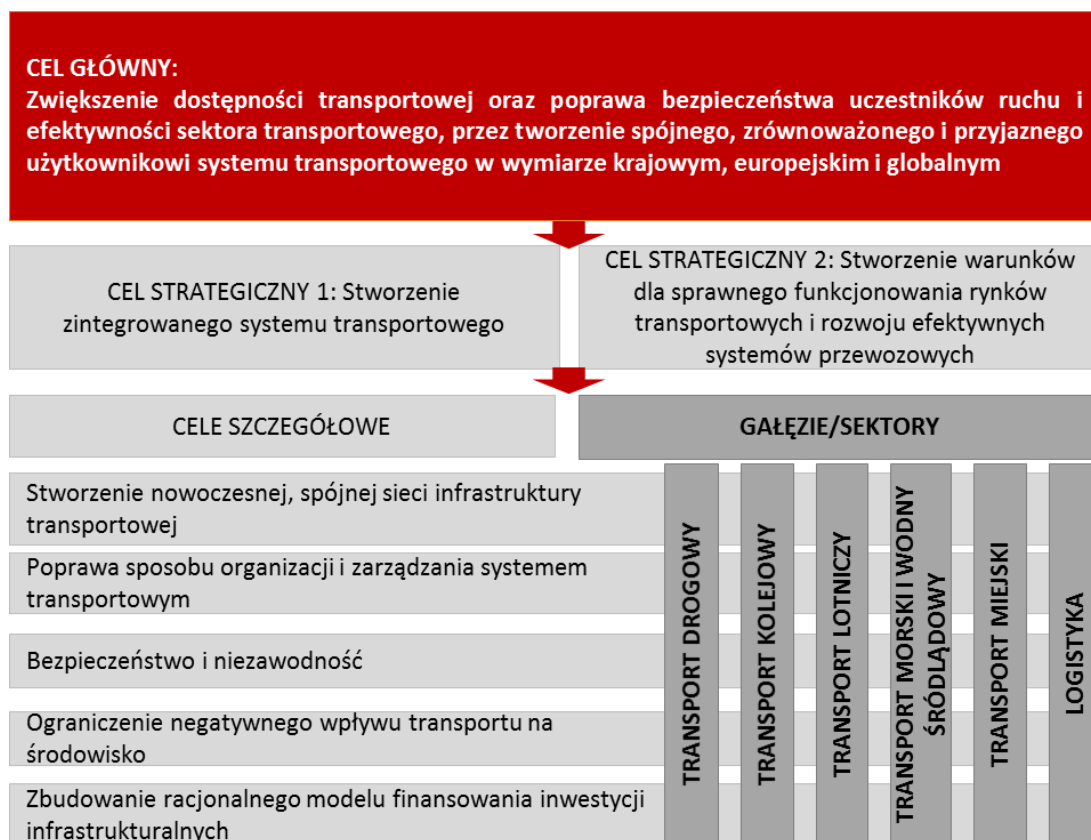 CEL GŁÓWNY:
Zwiększenie dostępności transportowej oraz poprawa bezpieczeństwa uczestników ruchu i
efektywności sektora transportowego, przez tworzenie spójnego, zrównoważonego i przyjaznego
użytkownikowi systemu transportowego w wymiarze krajowym, europejskim i globalnym
CEL STRATEGICZNY 1: Stworzenie
zintegrowanego systemu transportowego
CEL STRATEGICZNY 2: Stworzenie warunków
dla sprawnego funkcjonowania rynków
transportowych i rozwoju efektywnych
systemów przewozowych
CELE SZCZEGÓŁOWE
GAŁĘZIE/SEKTORY
Stworzenie nowoczesnej, spójnej sieci infrastruktury
transportowej
Poprawa sposobu organizacji i zarządzania systemem
transportowym
Bezpieczeństwo i niezawodność
Ograniczenie negatywnego wpływu transportu na
środowisko
Zbudowanie racjonalnego modelu finansowania inwestycji
infrastrukturalnych
TRANSPORT DROGOWY
TRANSPORT KOLEJOWY
TRANSPORT LOTNICZY
TRANSPORT MORSKI I WODNY
ŚRÓDLĄDOWY
TRANSPORT MIEJSKI
LOGISTYKA